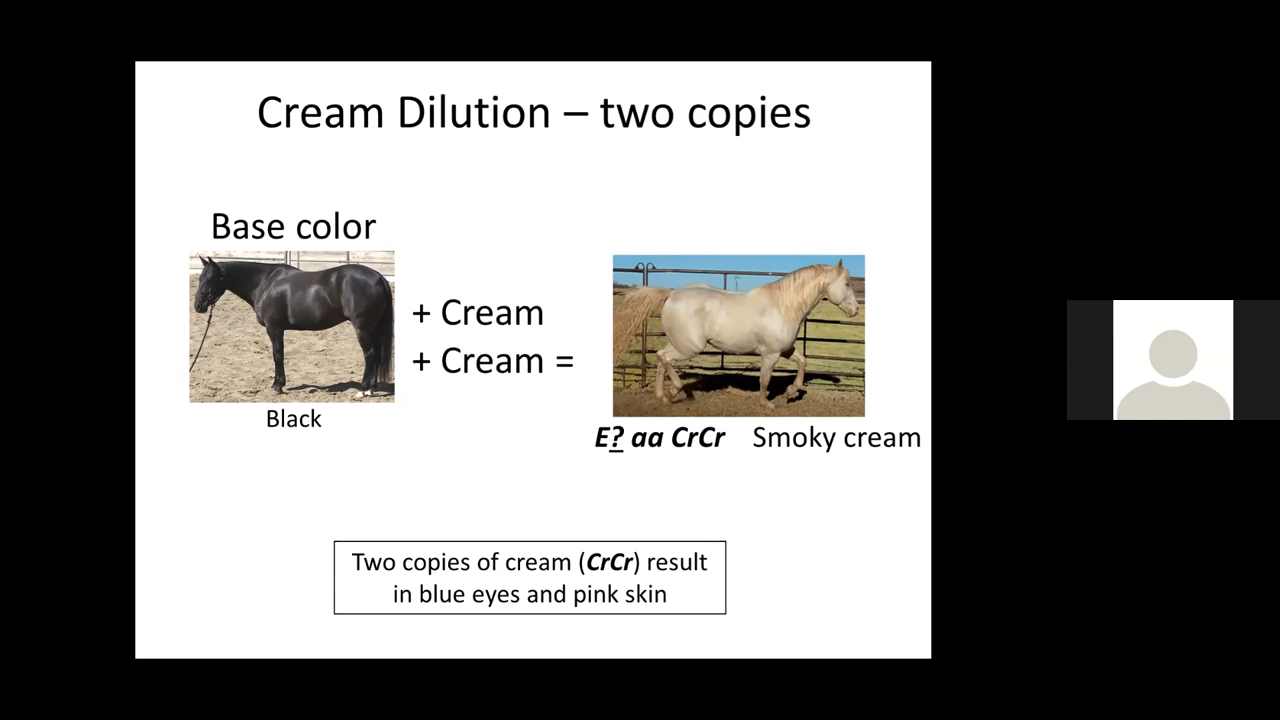 Cream Dilution – two copies
Base color
+ Cream
+ Cream =
Black
E? aa CrCr Smoky cream
Two copies of cream (CrCr) result
in blue eyes and pink skin